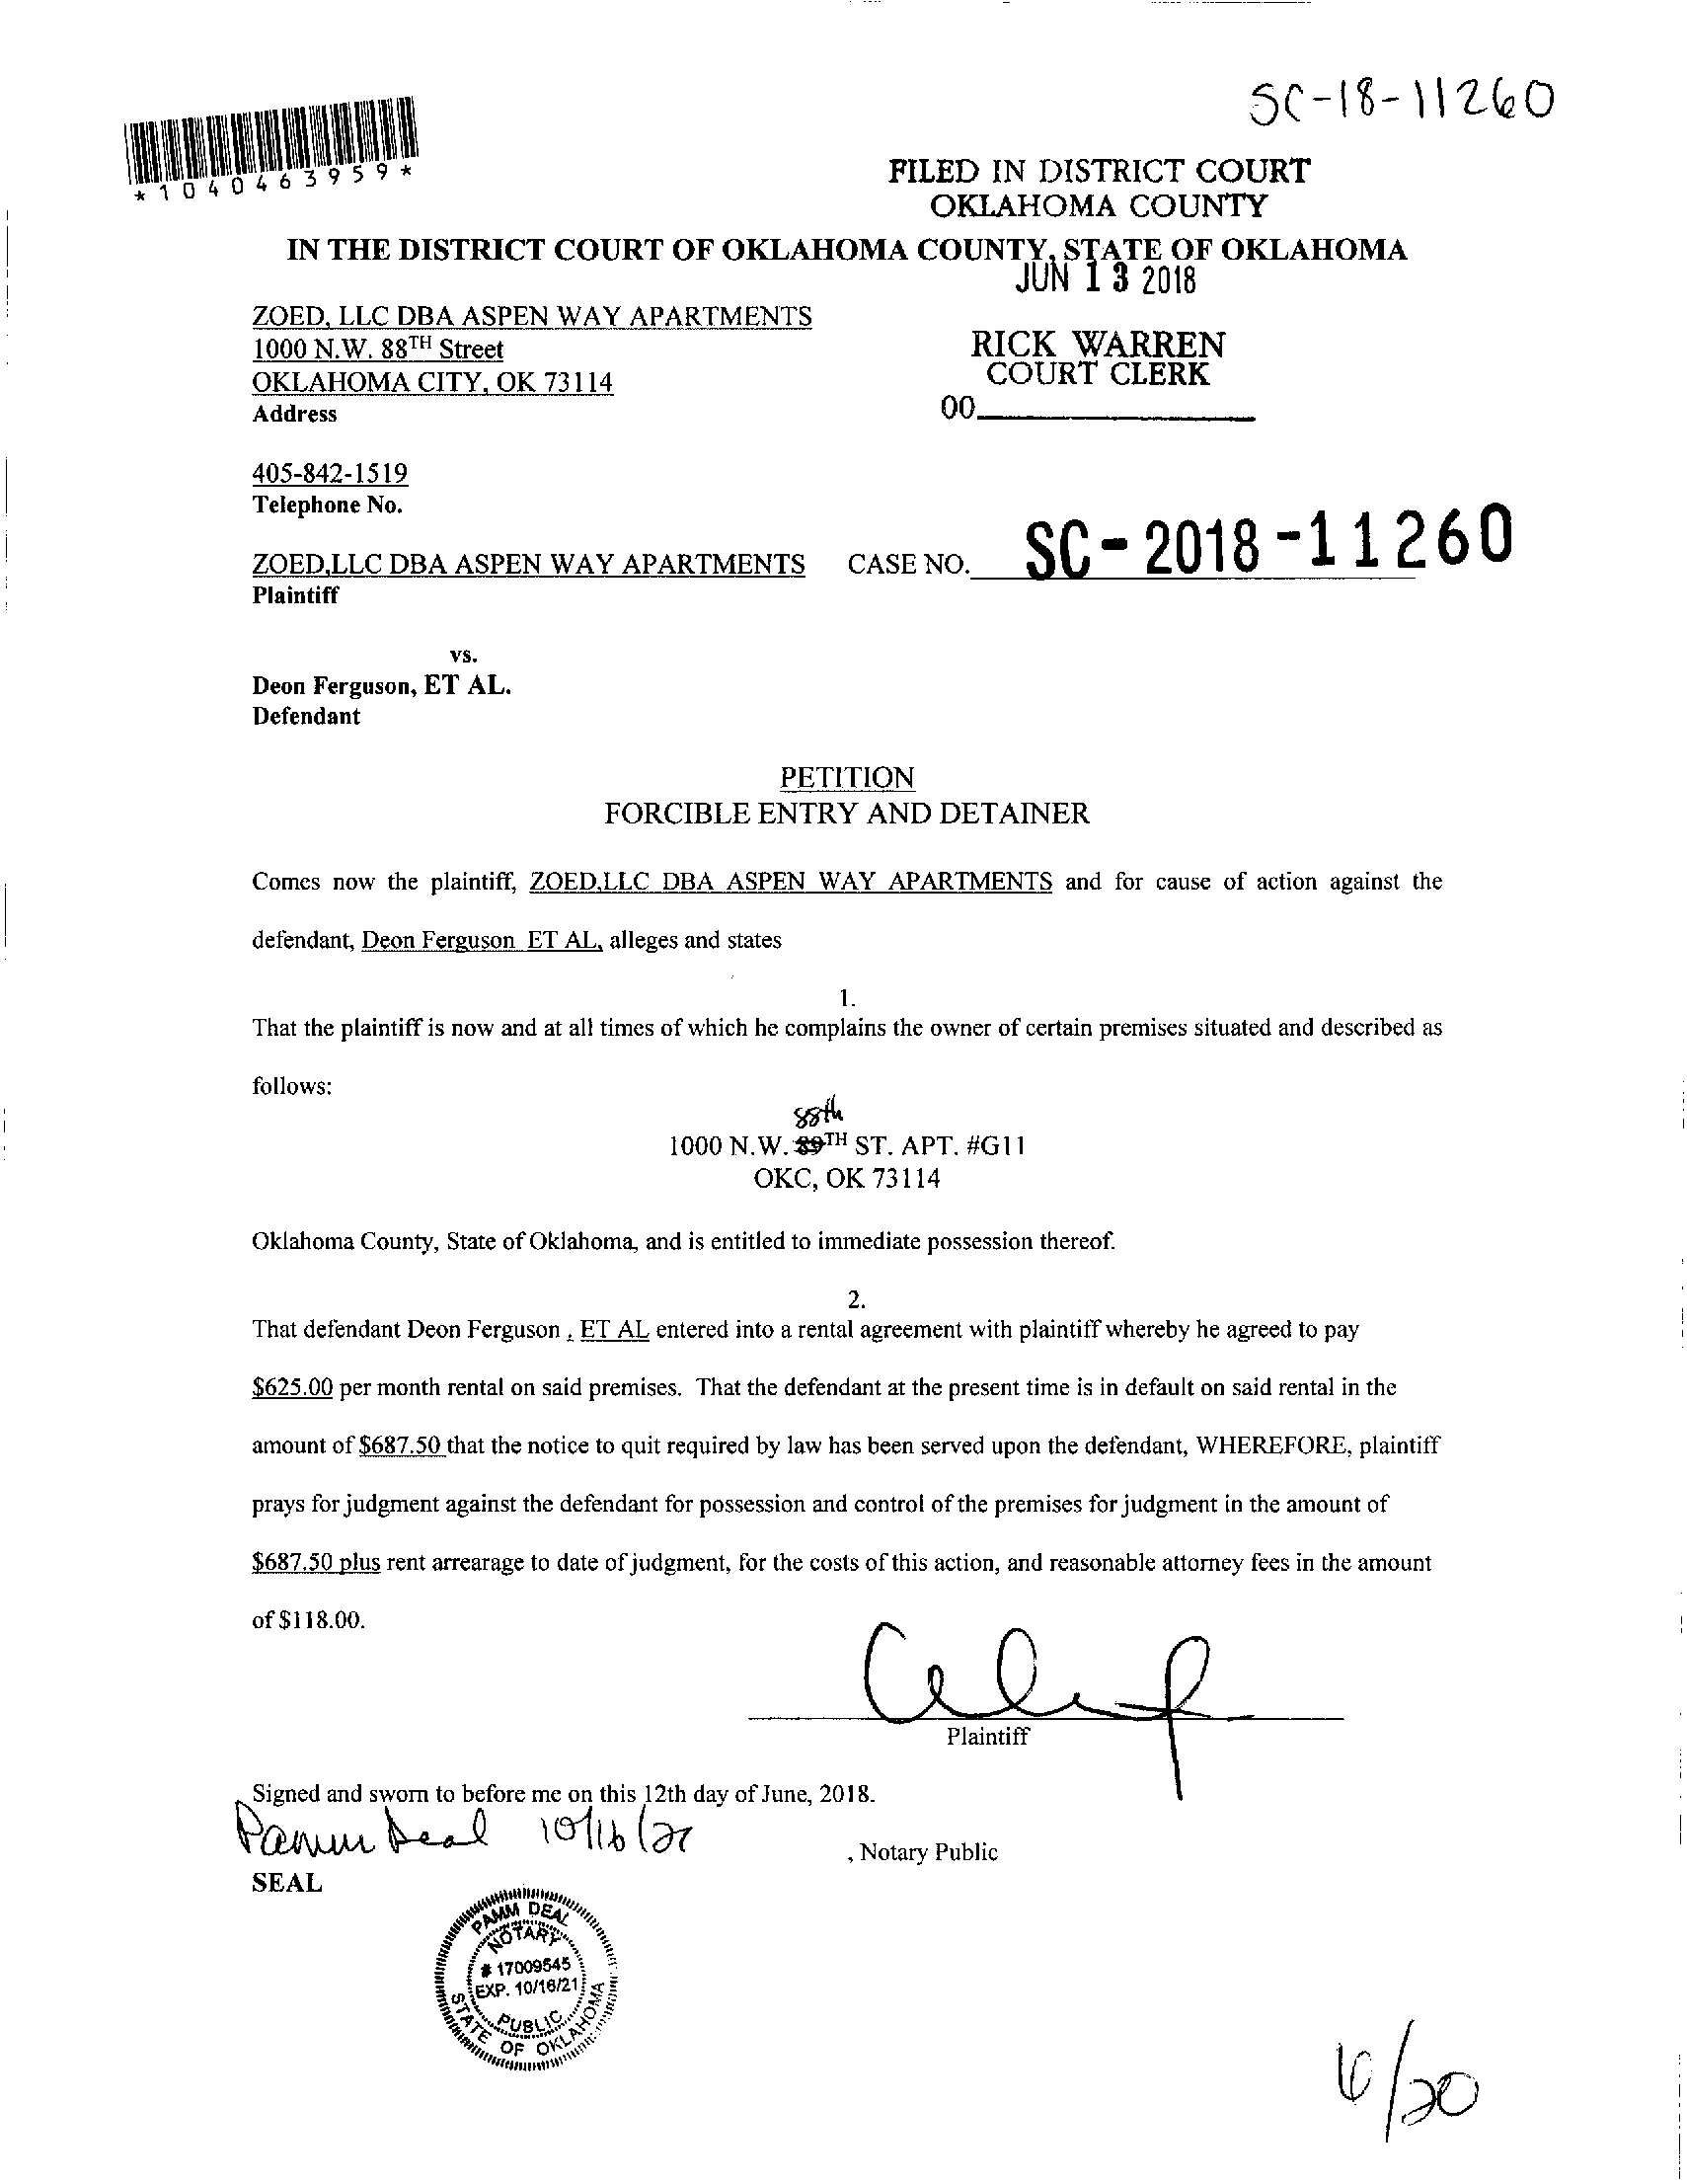 SC-18-11260
*1040463959*
FILED IN DISTRICT COURT
OKLAHOMA COUNTY
IN THE DISTRICT COURT OF OKLAHOMA COUNTY, STATE OF OKLAHOMA
JUN 13 2018
ZOED, LLC DBA ASPEN WAY APARTMENTS
1000 N.W. 88TH Street
OKLAHOMA CITY, OK 73114
Address
RICK WARREN
COURT CLERK
00
405-842-1519
Telephone No.
ZOED,LLC DBA ASPEN WAY APARTMENTS CASE NO. SC-2018-11260
Plaintiff
vs.
Deon Ferguson, ET AL.
Defendant
PETITION
FORCIBLE ENTRY AND DETAINER
Comes now the plaintiff, ZOED,LLC DBA ASPEN WAY APARTMENTS and for cause of action against the
defendant, Deon Ferguson ET AL, alleges and states
1.
That the plaintiff is now and at all times of which he complains the owner of certain premises situated and described as
follows:
88th
1000 N.W. 89TH ST. APT. #G11
OKC, OK 73114
Oklahoma County, State of Oklahoma, and is entitled to immediate possession thereof.
2.
That defendant Deon Ferguson , ET AL entered into a rental agreement with plaintiff whereby he agreed to pay
$625.00 per month rental on said premises. That the defendant at the present time is in default on said rental in the
amount of $687.50 that the notice to quit required by law has been served upon the defendant, WHEREFORE, plaintiff
prays for judgment against the defendant for possession and control of the premises for judgment in the amount of
$687.50 plus rent arrearage to date of judgment, for the costs of this action, and reasonable attorney fees in the amount
of $118.00.
Plaintiff
Signed and sworn to before me on this 12th day of June, 2018.
Pamm Deal 10/16/21
, Notary Public
SEAL
PAMM DEAL
NOTARY
# 17009545
EXP. 10/16/21
PUBLIC
STATE OF OKLAHOMA
6/20